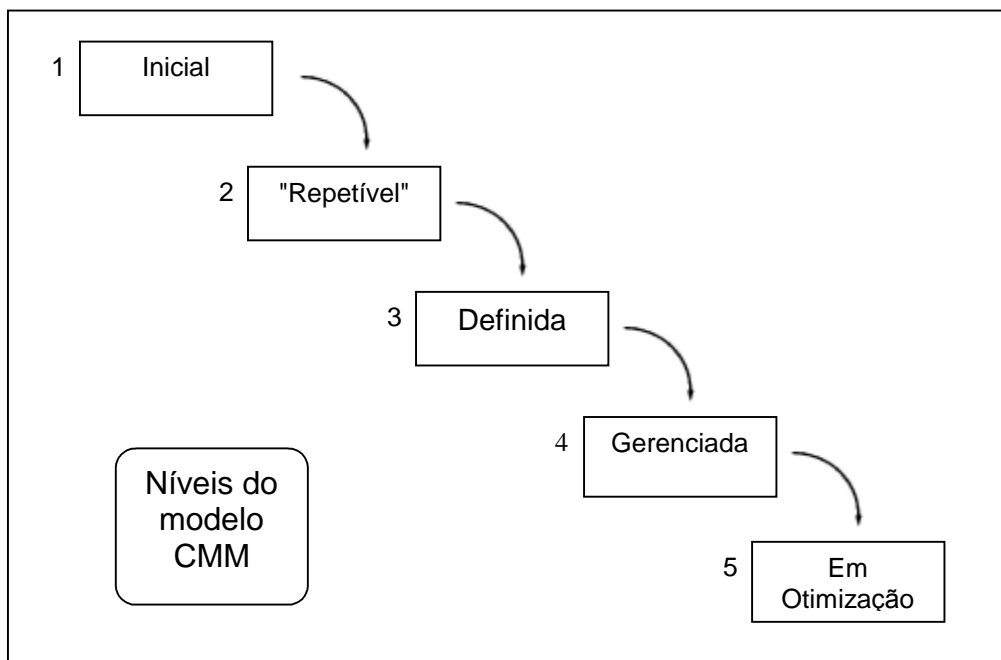 1 Inicial
2 "Repetível"
3 Definida
4 Gerenciada
Níveis do
modelo
CMM
5 Em
Otimização